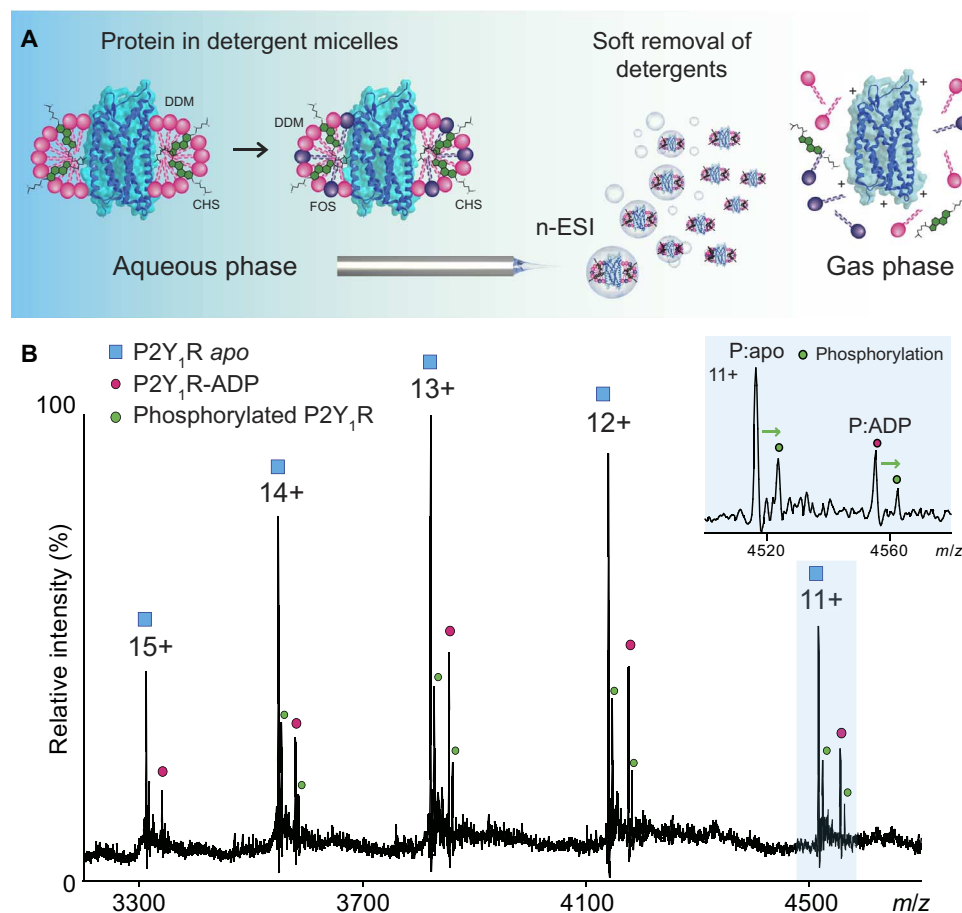 A
Protein in detergent micelles
Soft removal of
detergents
DDM
CHS
DDM
FOS
CHS
n-ESI
Aqueous phase
Gas phase
+
+
+
+
+
+
B
P2Y₁R apo
P2Y₁R-ADP
Phosphorylated P2Y₁R
Relative intensity (%)
100
0
15+
14+
13+
12+
11+
P:apo
Phosphorylation
11+
P:ADP
4520
4560
m/z
3300
3700
4100
4500
m/z